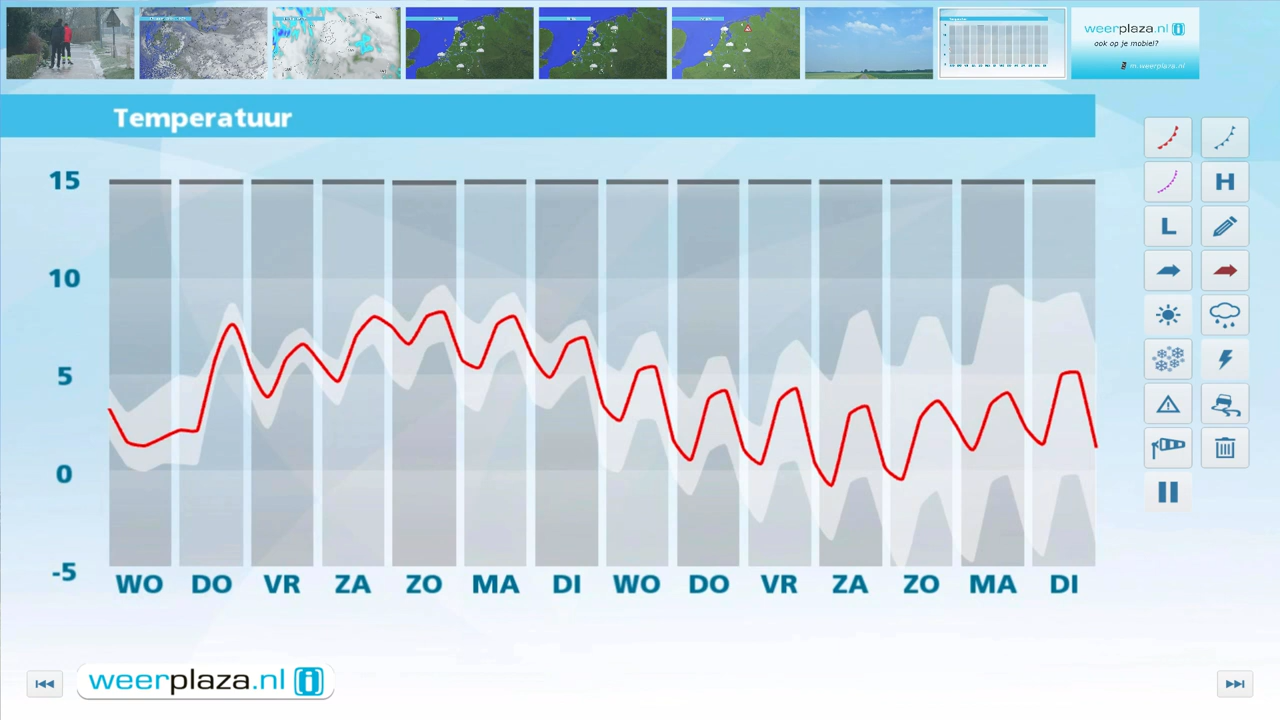 weerplaza.nl i
ook op je mobiel?
m.weerplaza.nl
Temperatuur
15
10
5
0
-5
WO DO VR ZA ZO MA DI WO DO VR ZA ZO MA DI
H
L
weerplaza.nl i